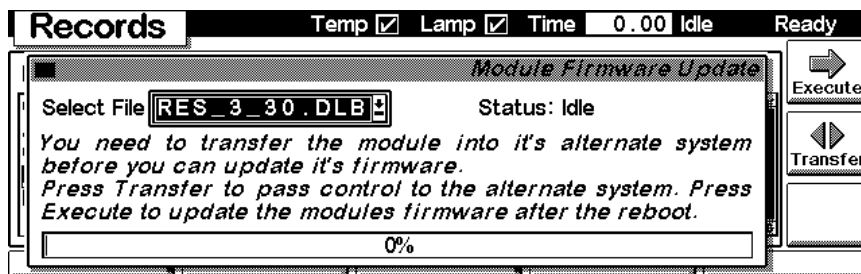 Records Temp Lamp Time 0.00 Idle Ready
Module Firmware Update
Execute
Select File RES_3_30.DLB Status: Idle
You need to transfer the module into it's alternate system
before you can update it's firmware.
Transfer
Press Transfer to pass control to the alternate system. Press
Execute to update the modules firmware after the reboot.
0%